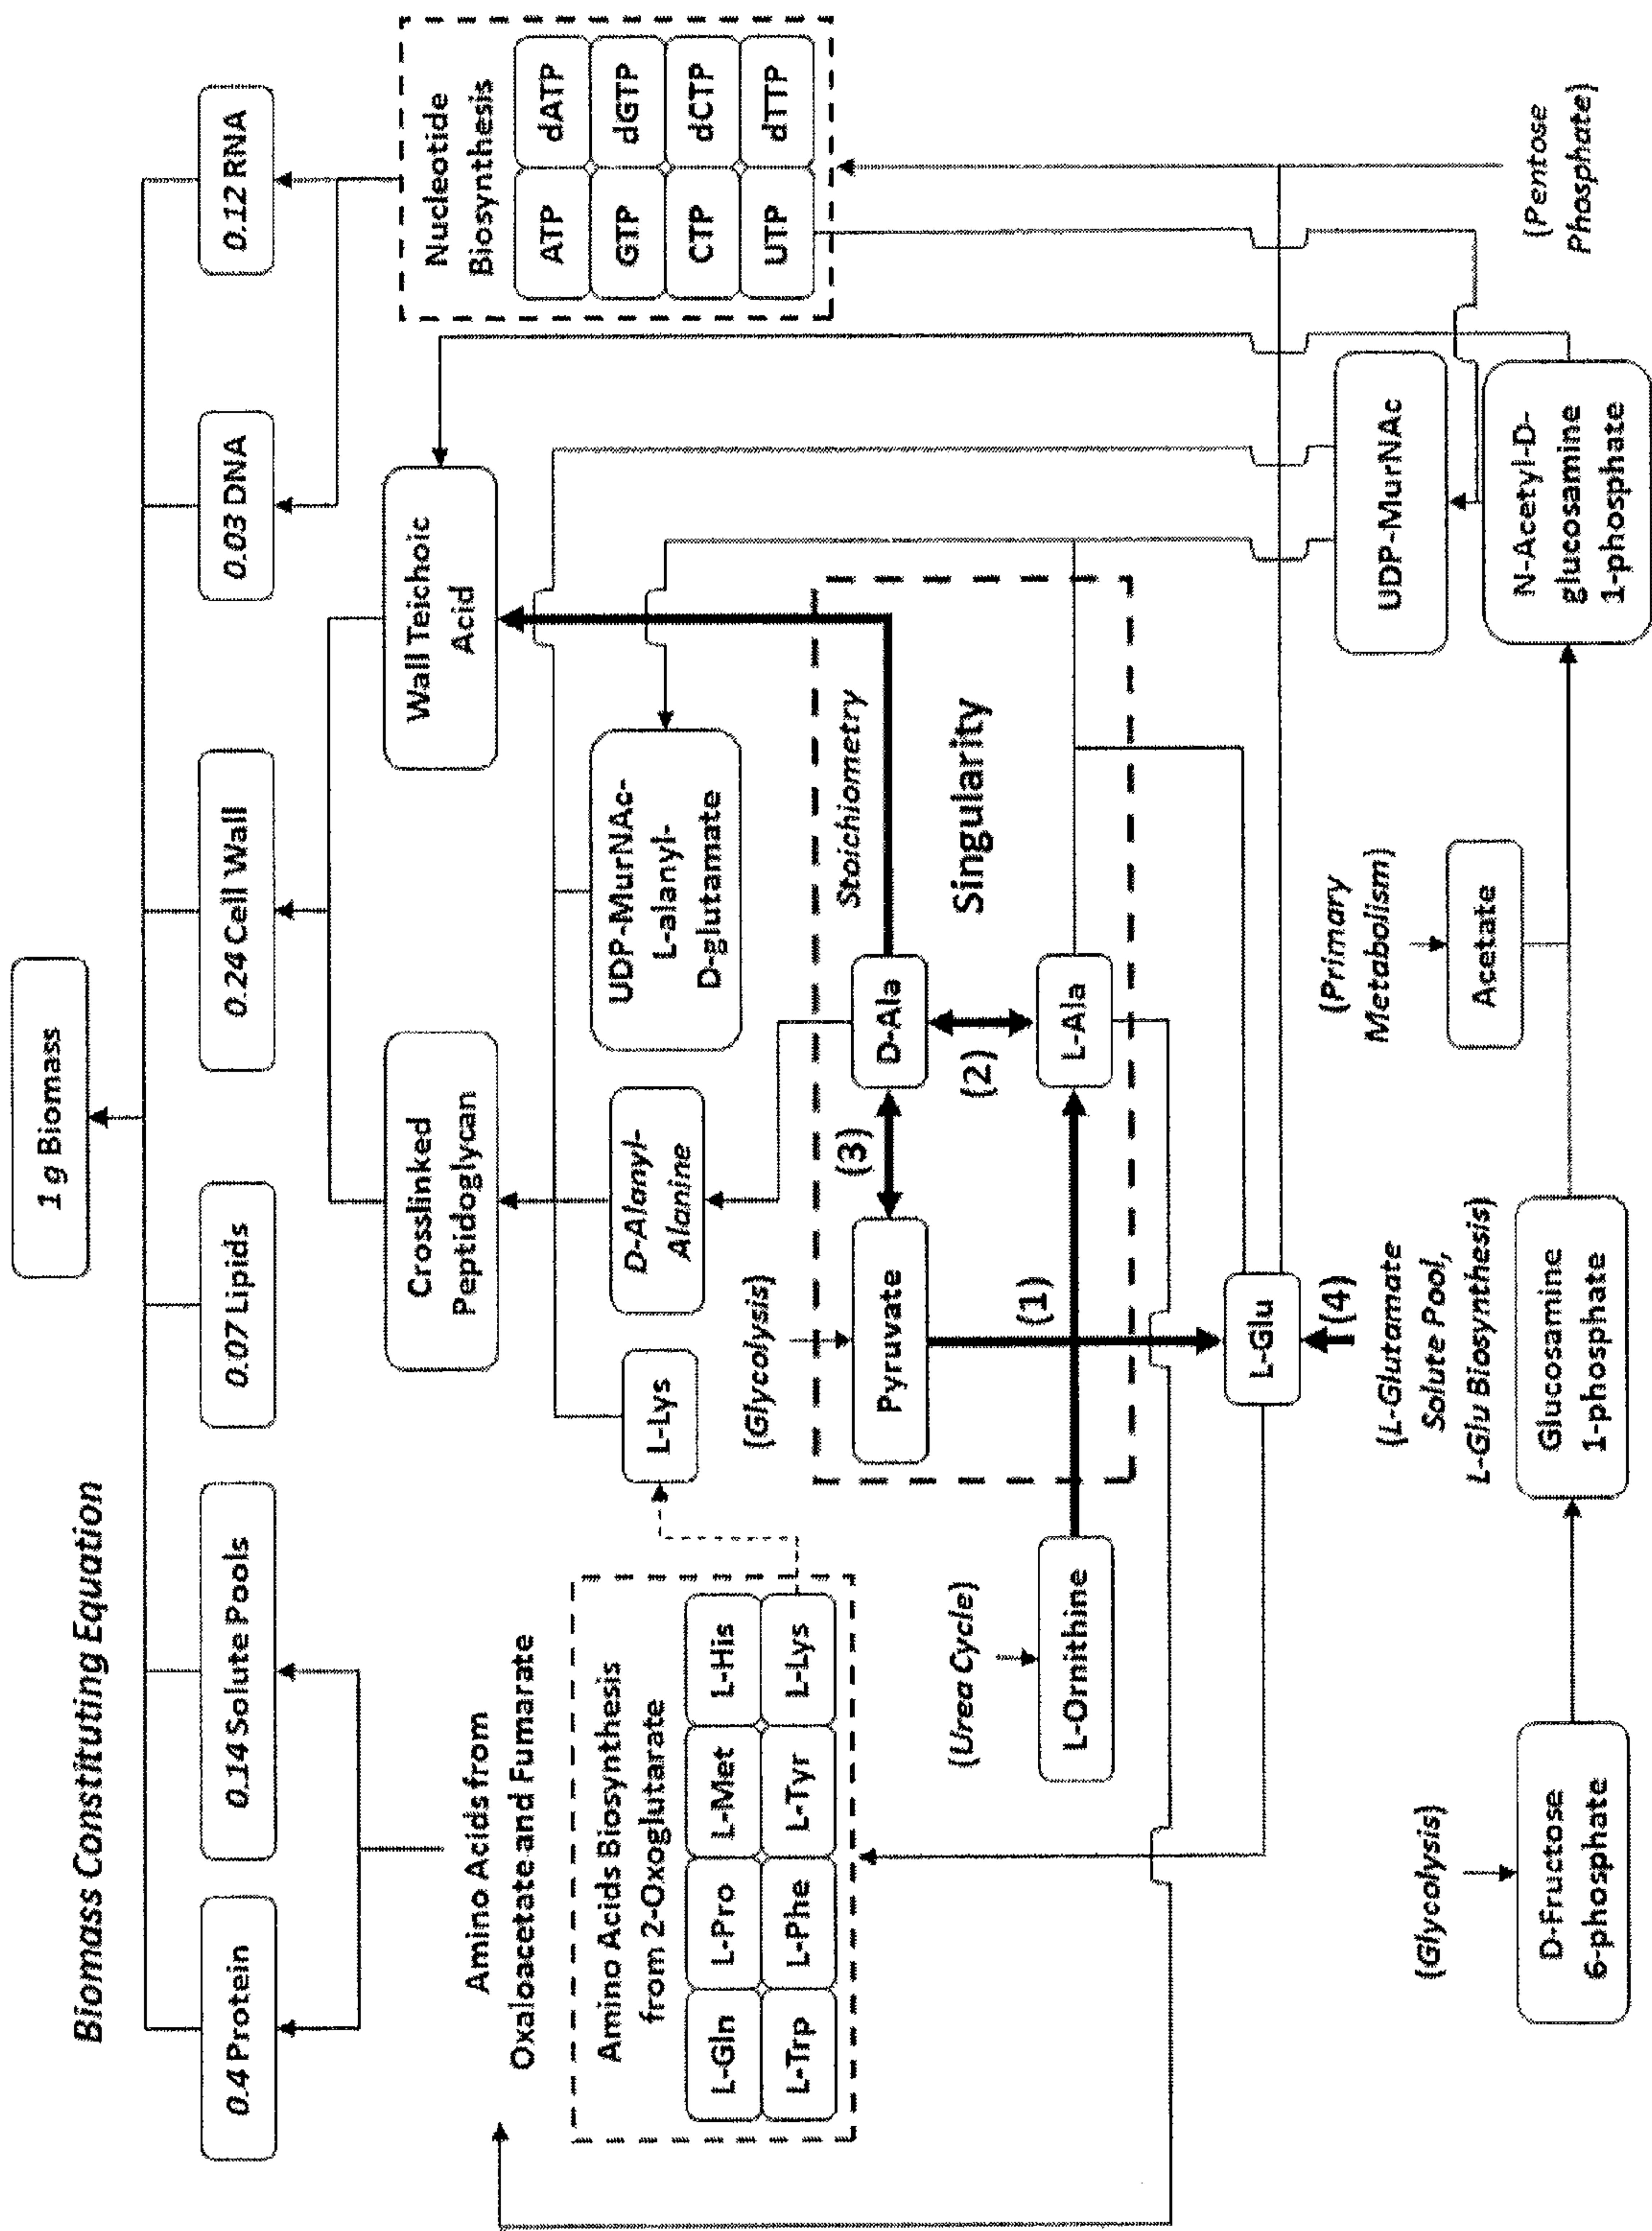 Biomass Constituting Equation
1 g Biomass
0.4 Protein
0.14 Solute Pools
0.07 Lipids
0.24 Cell Wall
0.03 DNA
0.12 RNA
Amino Acids from
Oxaloacetate and Fumarate
Amino Acids Biosynthesis
from 2-Oxoglutarate
L-Gln
L-Pro
L-Met
L-His
L-Trp
L-Phe
L-Tyr
L-Lys
L-Lys
Crosslinked
Peptidoglycan
Wall Teichoic
Acid
Nucleotide
Biosynthesis
ATP
dATP
GTP
dGTP
CTP
dCTP
UTP
dTTP
D-Alanyl-
Alanine
UDP-MurNAc-
L-alanyl-
D-glutamate
(Glycolysis)
Pyruvate
(3)
D-Ala
Stoichiometry
Singularity
(2)
(1)
L-Ala
(Urea Cycle)
L-Ornithine
L-Glu
(4)
(L-Glutamate
Solute Pool,
L-Glu Biosynthesis)
(Primary
Metabolism)
Acetate
UDP-MurNAc
(Pentose
Phosphate)
(Glycolysis)
D-Fructose
6-phosphate
Glucosamine
1-phosphate
N-Acetyl-D-
glucosamine
1-phosphate